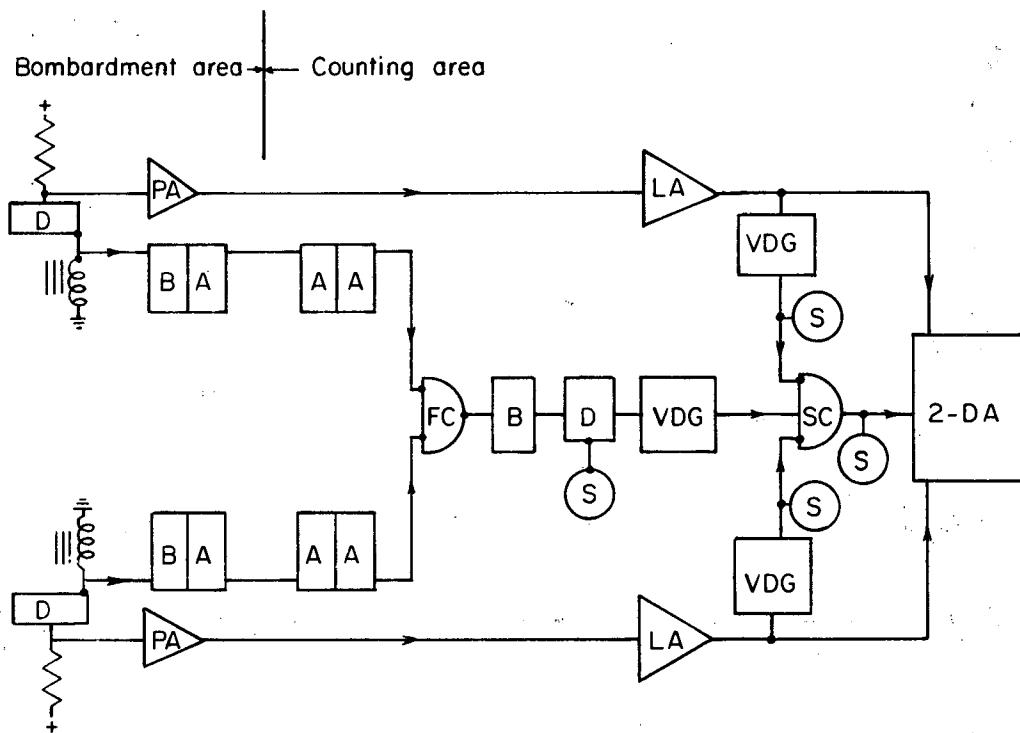 Bombardment area Counting area
+
PA
LA
D
VDG
B A
A A
S
FC
B
D
VDG
SC
2-DA
S
S
S
B A
A A
VDG
D
PA
LA
+